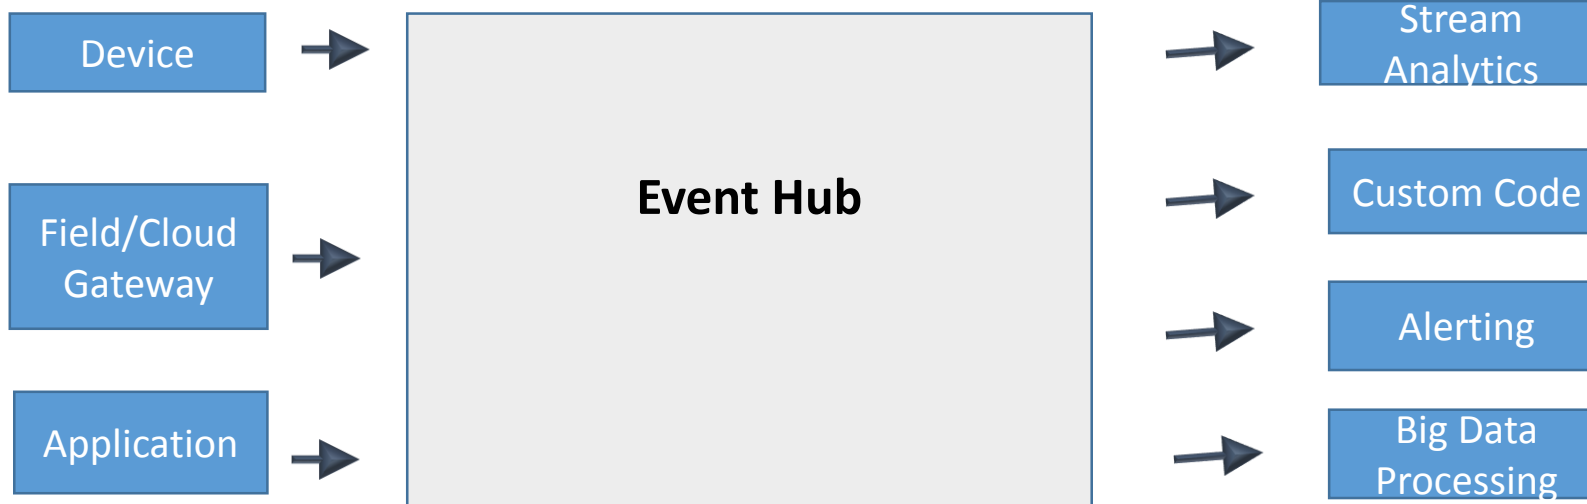 Device
Field/Cloud
Gateway
Application
Event Hub
Stream
Analytics
Custom Code
Alerting
Big Data
Processing